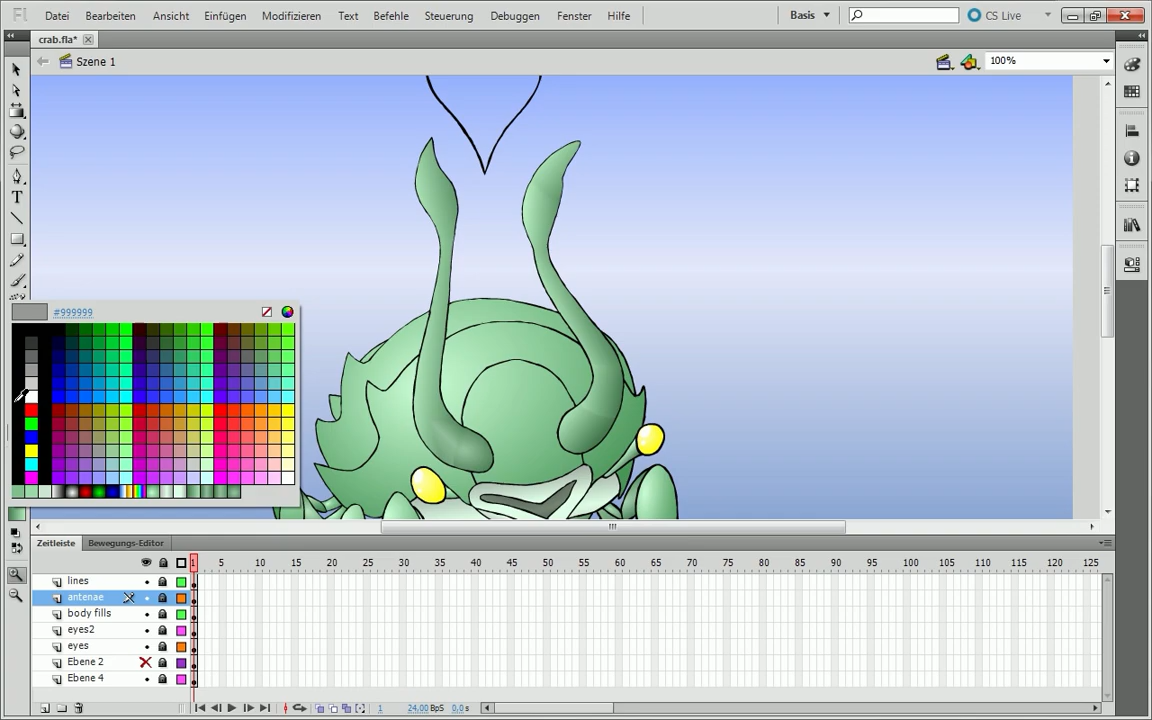 Fl Datei Bearbeiten Ansicht Einfügen Modifizieren Text Befehle Steuerung Debuggen Fenster Hilfe Basis CS Live
crab.fla*
Szene 1 100%
#999999
Zeitleiste Bewegungs-Editor
1 5 10 15 20 25 30 35 40 45 50 55 60 65 70 75 80 85 90 95 100 105 110 115 120 125
lines
antenae
body fills
eyes2
eyes
Ebene 2
Ebene 4
1 24,00 BpS 0,0 s